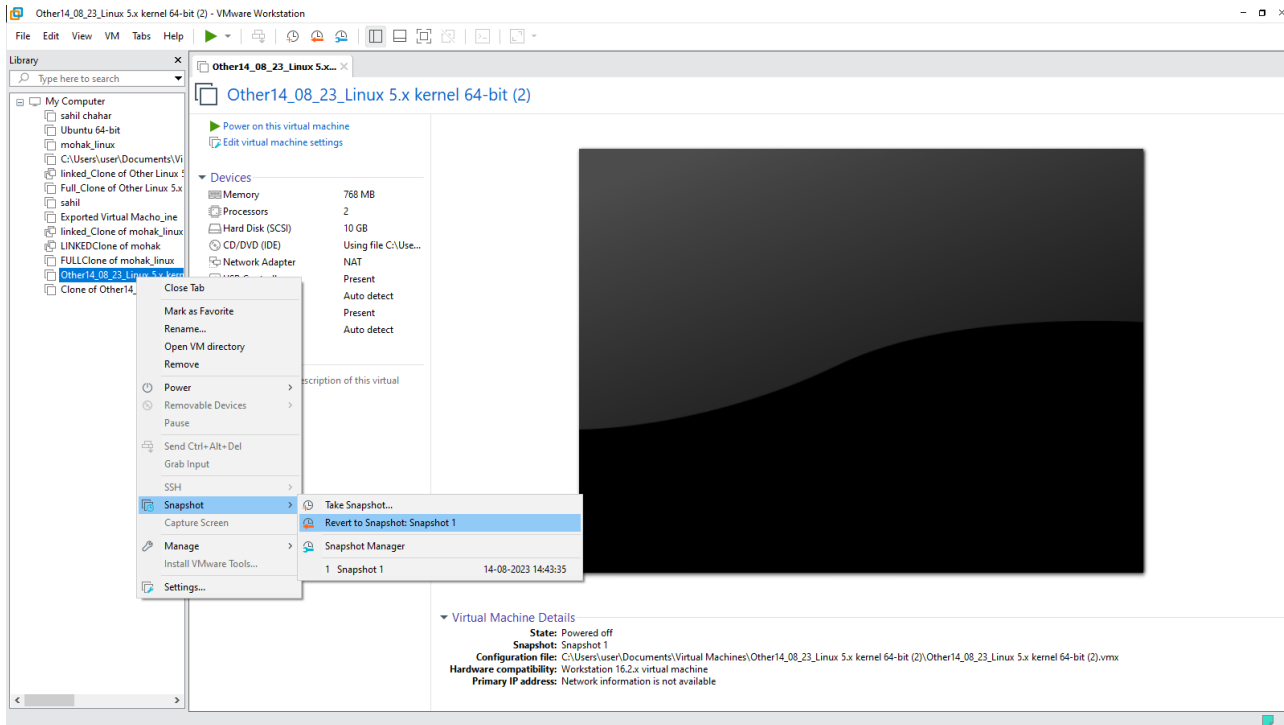 Other14_08_23_Linux 5.x kernel 64-bit (2) - VMware Workstation
File Edit View VM Tabs Help
Library
Type here to search
My Computer
sahil chahar
Ubuntu 64-bit
mohak_linux
C:\Users\user\Documents\Vi
linked_Clone of Other Linux 5
Full_Clone of Other Linux 5.x
sahil
Exported Virtual Macho_ine
linked_Clone of mohak_linux
LINKEDClone of mohak
FULLClone of mohak_linux
Other14_08_23_Linux 5.x kern
Clone of Other14_
Other14_08_23_Linux 5.x...
Other14_08_23_Linux 5.x kernel 64-bit (2)
Power on this virtual machine
Edit virtual machine settings
Devices
Memory 768 MB
Processors 2
Hard Disk (SCSI) 10 GB
CD/DVD (IDE) Using file C:\Use...
Network Adapter NAT
Present
Auto detect
Present
Auto detect
scription of this virtual
Close Tab
Mark as Favorite
Rename...
Open VM directory
Remove
Power
Removable Devices
Pause
Send Ctrl+Alt+Del
Grab Input
SSH
Snapshot
Capture Screen
Manage
Install VMware Tools...
Settings...
Take Snapshot...
Revert to Snapshot: Snapshot 1
Snapshot Manager
1 Snapshot 1 14-08-2023 14:43:35
Virtual Machine Details
State: Powered off
Snapshot: Snapshot 1
Configuration file: C:\Users\user\Documents\Virtual Machines\Other14_08_23_Linux 5.x kernel 64-bit (2)\Other14_08_23_Linux 5.x kernel 64-bit (2).vmx
Hardware compatibility: Workstation 16.2.x virtual machine
Primary IP address: Network information is not available